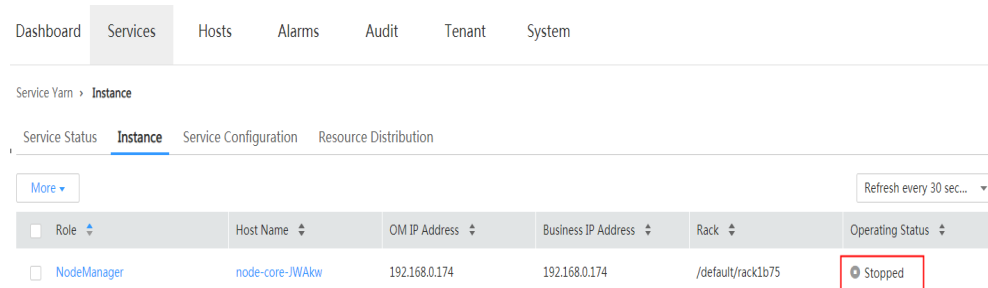 Dashboard Services Hosts Alarms Audit Tenant System
Service Yarn > Instance
Service Status Instance Service Configuration Resource Distribution
More Refresh every 30 sec...
Role Host Name OM IP Address Business IP Address Rack Operating Status
NodeManager node-core-JWAkw 192.168.0.174 192.168.0.174 /default/rack1b75 Stopped